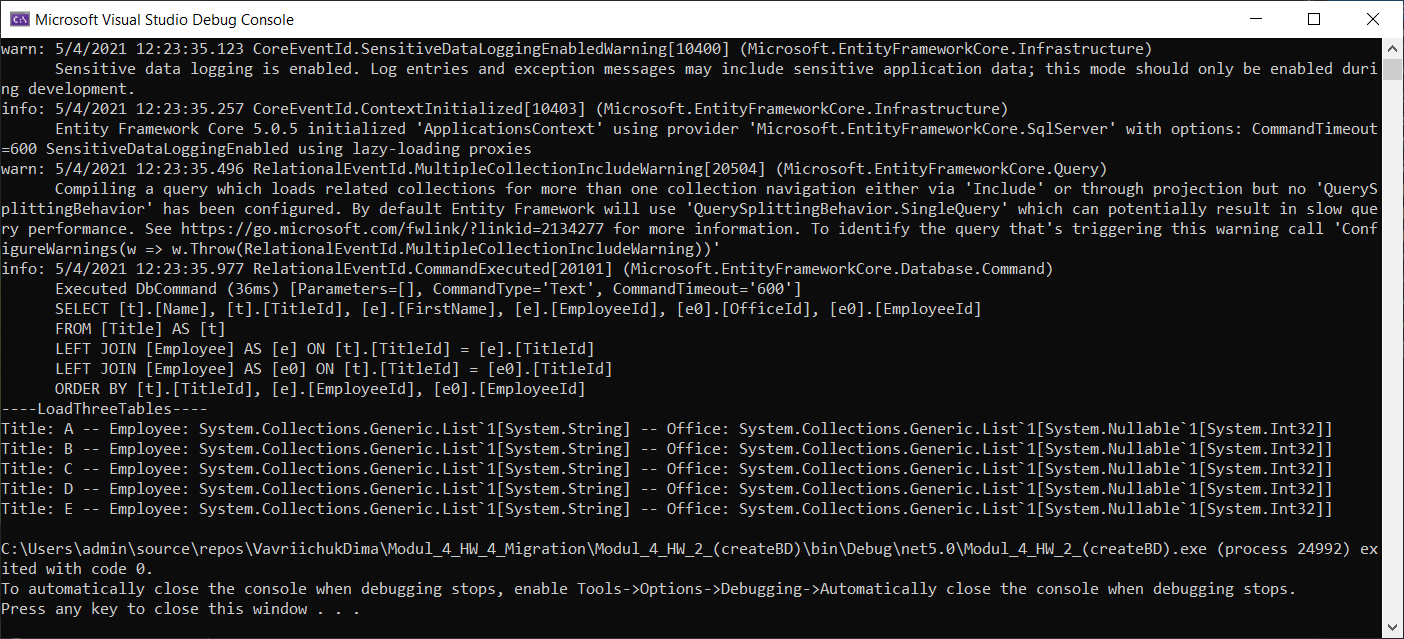 C:\ Microsoft Visual Studio Debug Console
warn: 5/4/2021 12:23:35.123 CoreEventId.SensitiveDataLoggingEnabledWarning[10400] (Microsoft.EntityFrameworkCore.Infrastructure)
      Sensitive data logging is enabled. Log entries and exception messages may include sensitive application data; this mode should only be enabled duri
ng development.
info: 5/4/2021 12:23:35.257 CoreEventId.ContextInitialized[10403] (Microsoft.EntityFrameworkCore.Infrastructure)
      Entity Framework Core 5.0.5 initialized 'ApplicationsContext' using provider 'Microsoft.EntityFrameworkCore.SqlServer' with options: CommandTimeout
=600 SensitiveDataLoggingEnabled using lazy-loading proxies
warn: 5/4/2021 12:23:35.496 RelationalEventId.MultipleCollectionIncludeWarning[20504] (Microsoft.EntityFrameworkCore.Query)
      Compiling a query which loads related collections for more than one collection navigation either via 'Include' or through projection but no 'QueryS
plittingBehavior' has been configured. By default Entity Framework will use 'QuerySplittingBehavior.SingleQuery' which can potentially result in slow que
ry performance. See https://go.microsoft.com/fwlink/?linkid=2134277 for more information. To identify the query that's triggering this warning call 'Conf
igureWarnings(w => w.Throw(RelationalEventId.MultipleCollectionIncludeWarning))'
info: 5/4/2021 12:23:35.977 RelationalEventId.CommandExecuted[20101] (Microsoft.EntityFrameworkCore.Database.Command)
      Executed DbCommand (36ms) [Parameters=[], CommandType='Text', CommandTimeout='600']
      SELECT [t].[Name], [t].[TitleId], [e].[FirstName], [e].[EmployeeId], [e0].[OfficeId], [e0].[EmployeeId]
      FROM [Title] AS [t]
      LEFT JOIN [Employee] AS [e] ON [t].[TitleId] = [e].[TitleId]
      LEFT JOIN [Employee] AS [e0] ON [t].[TitleId] = [e0].[TitleId]
      ORDER BY [t].[TitleId], [e].[EmployeeId], [e0].[EmployeeId]
----LoadThreeTables----
Title: A -- Employee: System.Collections.Generic.List`1[System.String] -- Office: System.Collections.Generic.List`1[System.Nullable`1[System.Int32]]
Title: B -- Employee: System.Collections.Generic.List`1[System.String] -- Office: System.Collections.Generic.List`1[System.Nullable`1[System.Int32]]
Title: C -- Employee: System.Collections.Generic.List`1[System.String] -- Office: System.Collections.Generic.List`1[System.Nullable`1[System.Int32]]
Title: D -- Employee: System.Collections.Generic.List`1[System.String] -- Office: System.Collections.Generic.List`1[System.Nullable`1[System.Int32]]
Title: E -- Employee: System.Collections.Generic.List`1[System.String] -- Office: System.Collections.Generic.List`1[System.Nullable`1[System.Int32]]
C:\Users\admin\source\repos\VavriichukDima\Modul_4_HW_4_Migration\Modul_4_HW_2_(createBD)\bin\Debug\net5.0\Modul_4_HW_2_(createBD).exe (process 24992) ex
ited with code 0.
To automatically close the console when debugging stops, enable Tools->Options->Debugging->Automatically close the console when debugging stops.
Press any key to close this window . . .